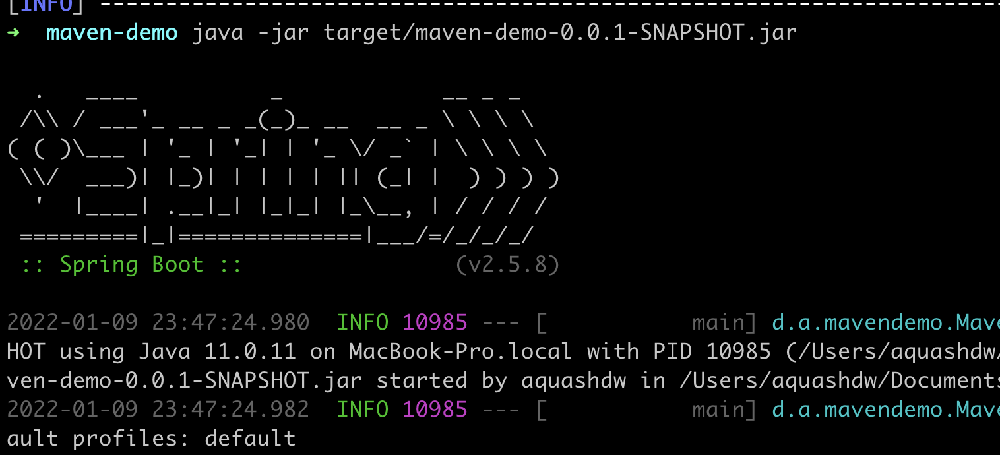 [INFO] ------------------------------------------------------------------------
➜  maven-demo java -jar target/maven-demo-0.0.1-SNAPSHOT.jar

  .   ____          _            __ _ _
 /\\ / ___'_ __ _ _(_)_ __  __ _ \ \ \ \
( ( )\___ | '_ | '_| | '_ \/ _` | \ \ \ \
 \\/  ___)| |_)| | | | | || (_| |  ) ) ) )
  '  |____| .__|_| |_|_| |_\__, | / / / /
 =========|_|==============|___/=/_/_/_/
 :: Spring Boot ::                (v2.5.8)

2022-01-09 23:47:24.980  INFO 10985 --- [           main] d.a.mavendemo.Mave
HOT using Java 11.0.11 on MacBook-Pro.local with PID 10985 (/Users/aquashdw/
ven-demo-0.0.1-SNAPSHOT.jar started by aquashdw in /Users/aquashdw/Documents
2022-01-09 23:47:24.982  INFO 10985 --- [           main] d.a.mavendemo.Mave
ault profiles: default